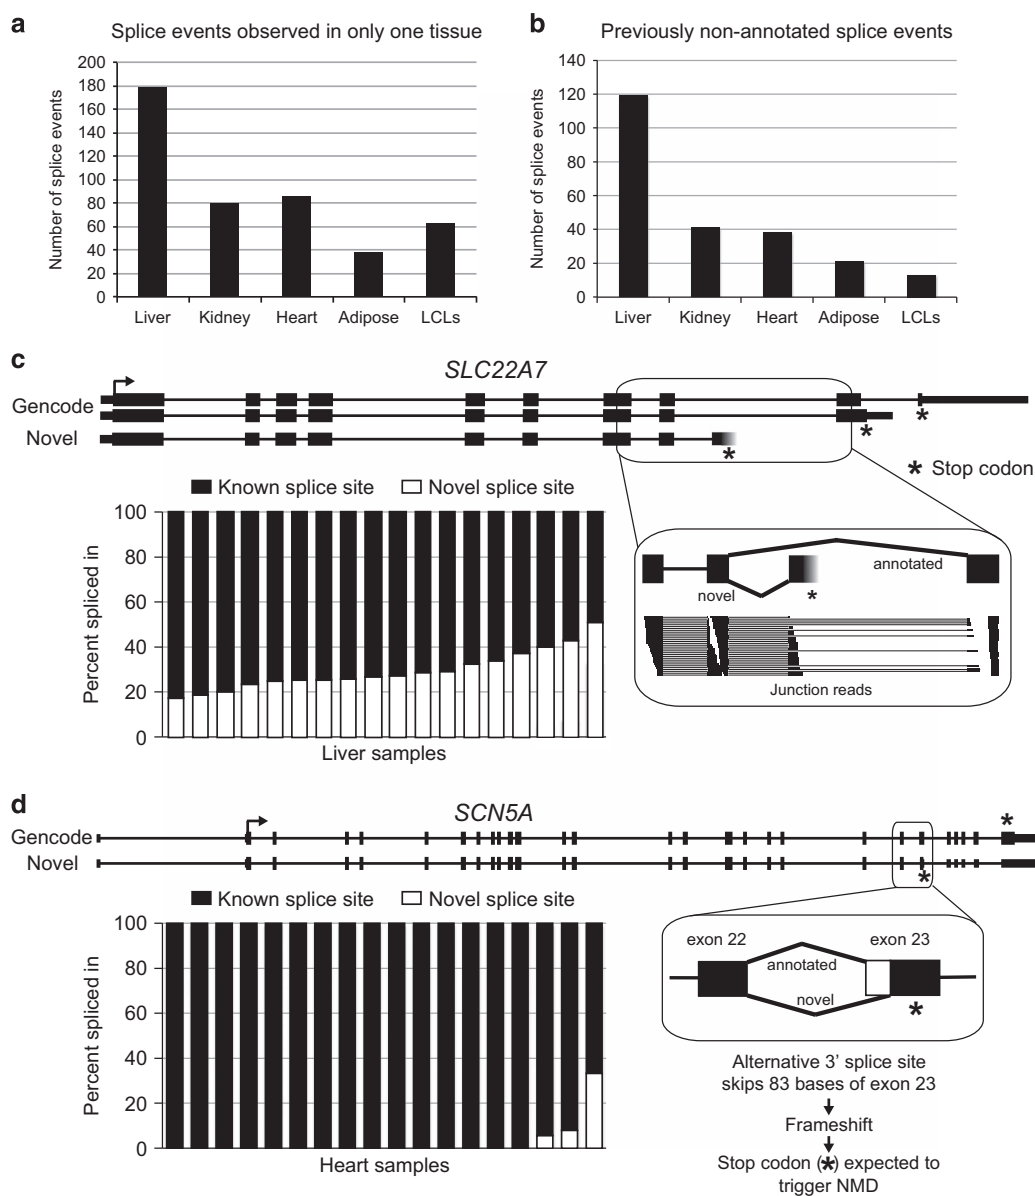 a
Splice events observed in only one tissue
Number of splice events
200
180
160
140
120
100
80
60
40
20
0
Liver
Kidney
Heart
Adipose
LCLs
b
Previously non-annotated splice events
Number of splice events
140
120
100
80
60
40
20
0
Liver
Kidney
Heart
Adipose
LCLs
c
SLC22A7
Gencode
Novel
*
*
*
* Stop codon
Known splice site
Novel splice site
Percent spliced in
100
80
60
40
20
0
Liver samples
annotated
novel
*
Junction reads
d
SCN5A
Gencode
Novel
*
*
Known splice site
Novel splice site
Percent spliced in
100
80
60
40
20
0
Heart samples
exon 22
exon 23
annotated
novel
*
Alternative 3' splice site
skips 83 bases of exon 23
Frameshift
Stop codon (*) expected to
trigger NMD